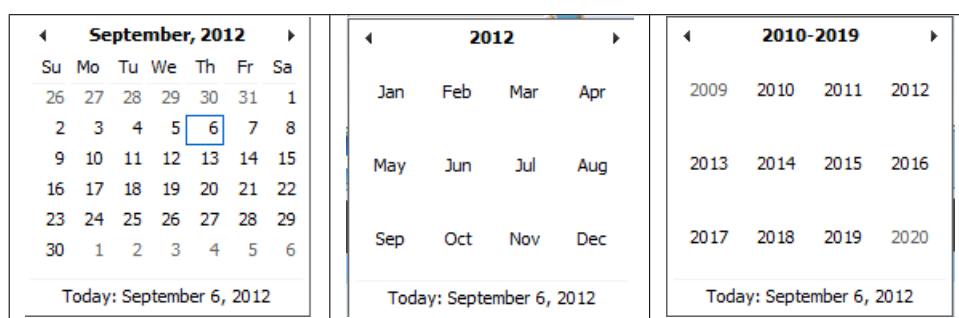 September, 2012
Su Mo Tu We Th Fr Sa
26 27 28 29 30 31 1
2 3 4 5 6 7 8
9 10 11 12 13 14 15
16 17 18 19 20 21 22
23 24 25 26 27 28 29
30 1 2 3 4 5 6
Today: September 6, 2012
2012
Jan Feb Mar Apr
May Jun Jul Aug
Sep Oct Nov Dec
Today: September 6, 2012
2010-2019
2009 2010 2011 2012
2013 2014 2015 2016
2017 2018 2019 2020
Today: September 6, 2012